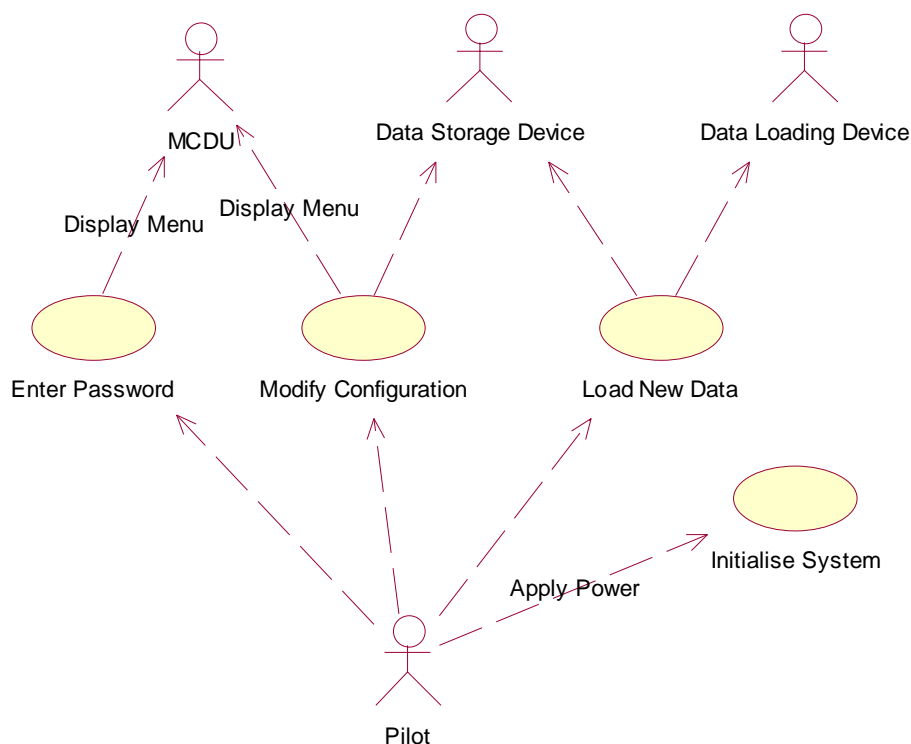 MCDU
Data Storage Device
Data Loading Device
Display Menu
Display Menu
Enter Password
Modify Configuration
Load New Data
Initialise System
Apply Power
Pilot